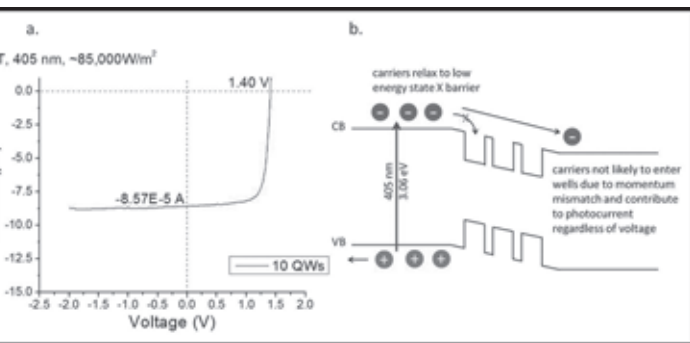 a.
T, 405 nm, ~85,000W/m²
1.40 V
0.0
-2.5
-5.0
-7.5
-10.0
-12.5
-15.0
-8.57E-5 A
10 QWs
-2.5 -2.0 -1.5 -1.0 -0.5 0.0 0.5 1.0 1.5 2.0
Voltage (V)
b.
carriers relax to low
energy state X barrier
CB
405 nm
3.06 eV
carriers not likely to enter
wells due to momentum
mismatch and contribute
to photocurrent
regardless of voltage
VB